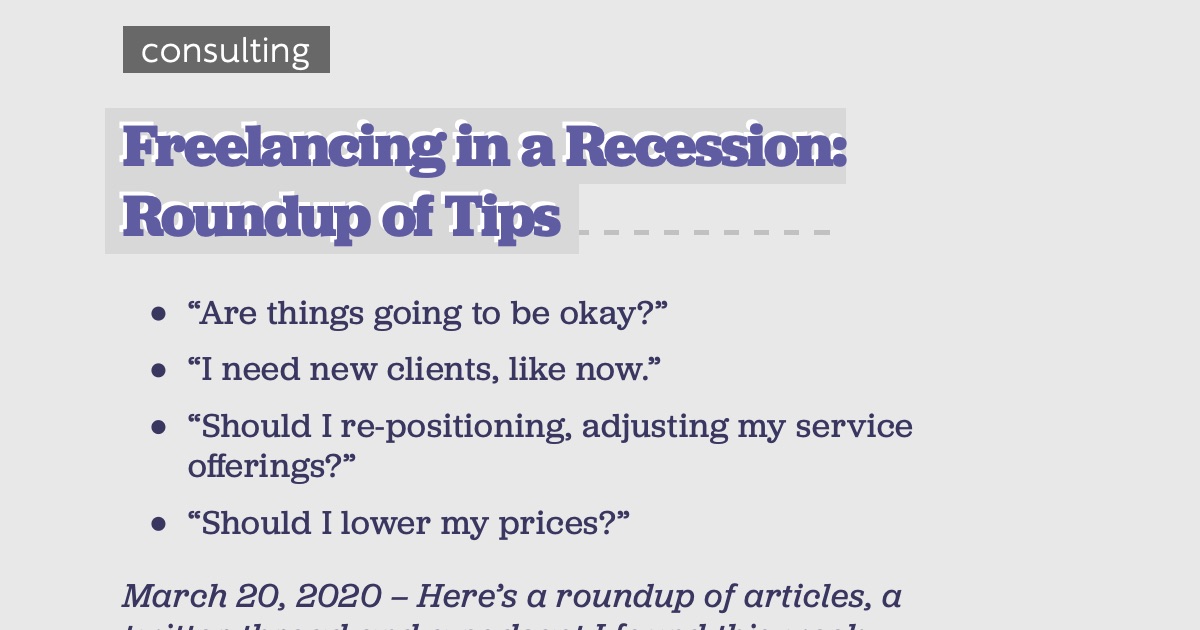 consulting
Freelancing in a Recession:
Roundup of Tips
• “Are things going to be okay?”
• “I need new clients, like now.”
• “Should I re-positioning, adjusting my service
offerings?”
• “Should I lower my prices?”
March 20, 2020 – Here’s a roundup of articles, a